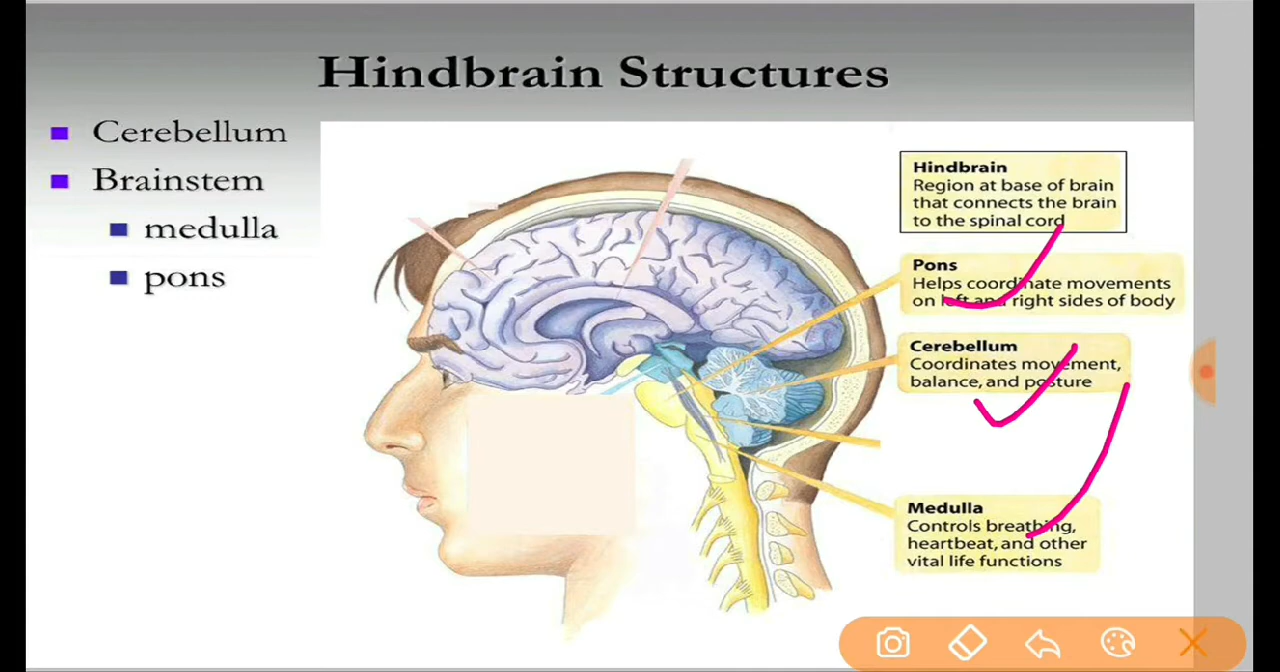 Hindbrain Structures
Cerebellum
Brainstem
medulla
pons
Hindbrain
Region at base of brain
that connects the brain
to the spinal cord
Pons
Helps coordinate movements
on left and right sides of body
Cerebellum
Coordinates movement,
balance, and posture
Medulla
Controls breathing,
heartbeat, and other
vital life functions